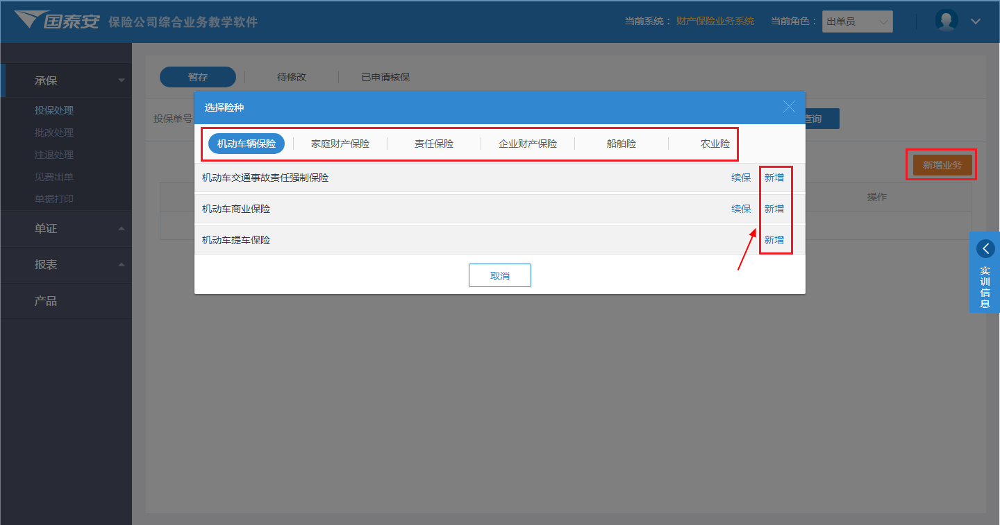 国泰安 保险公司综合业务教学软件 当前系统： 财产保险业务系统 当前角色： 出单员
暂存 待修改 已申请核保
承保
投保处理
批改处理
注退处理
见费出单
单据打印
单证
报表
产品
投保单号 查询
新增业务
操作
选择险种
机动车辆保险 家庭财产保险 责任保险 企业财产保险 船舶险 农业险
机动车交通事故责任强制保险 续保 新增
机动车商业保险 续保 新增
机动车提车保险 新增
取消
实训信息